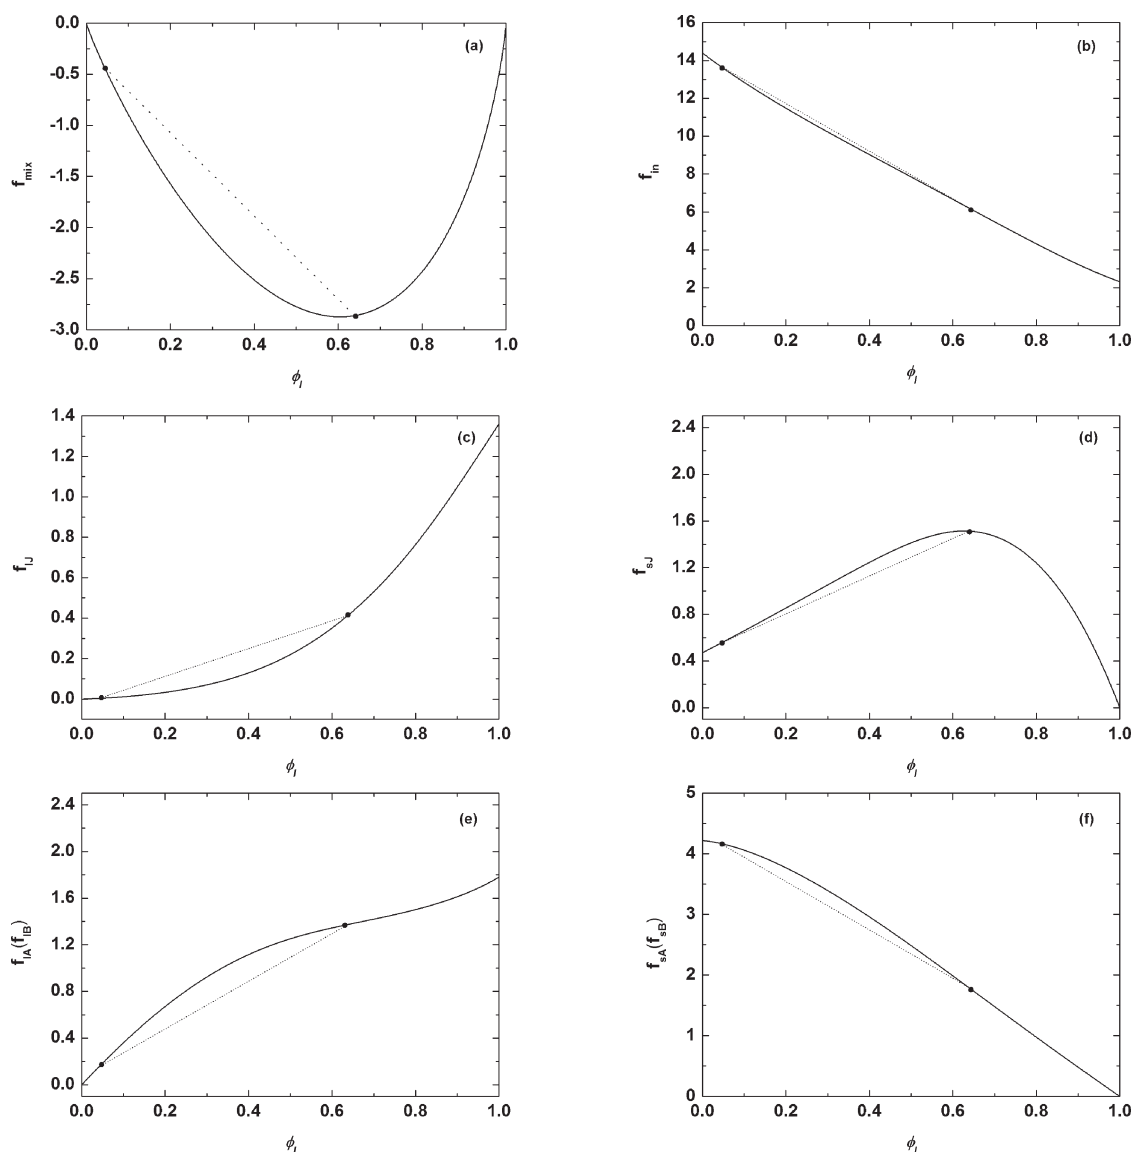 (a)
0.0
-0.5
-1.0
-1.5
-2.0
-2.5
-3.0
f_mix
0.0 0.2 0.4 0.6 0.8 1.0
ϕ_l
(b)
16
14
12
10
8
6
4
2
0
f_in
0.0 0.2 0.4 0.6 0.8 1.0
ϕ_l
(c)
1.4
1.2
1.0
0.8
0.6
0.4
0.2
0.0
f_lJ
0.0 0.2 0.4 0.6 0.8 1.0
ϕ_l
(d)
2.4
2.0
1.6
1.2
0.8
0.4
0.0
f_sJ
0.0 0.2 0.4 0.6 0.8 1.0
ϕ_l
(e)
2.4
2.0
1.6
1.2
0.8
0.4
0.0
f_lA(f_lB)
0.0 0.2 0.4 0.6 0.8 1.0
ϕ_l
(f)
5
4
3
2
1
0
f_sA(f_sB)
0.0 0.2 0.4 0.6 0.8 1.0
ϕ_l